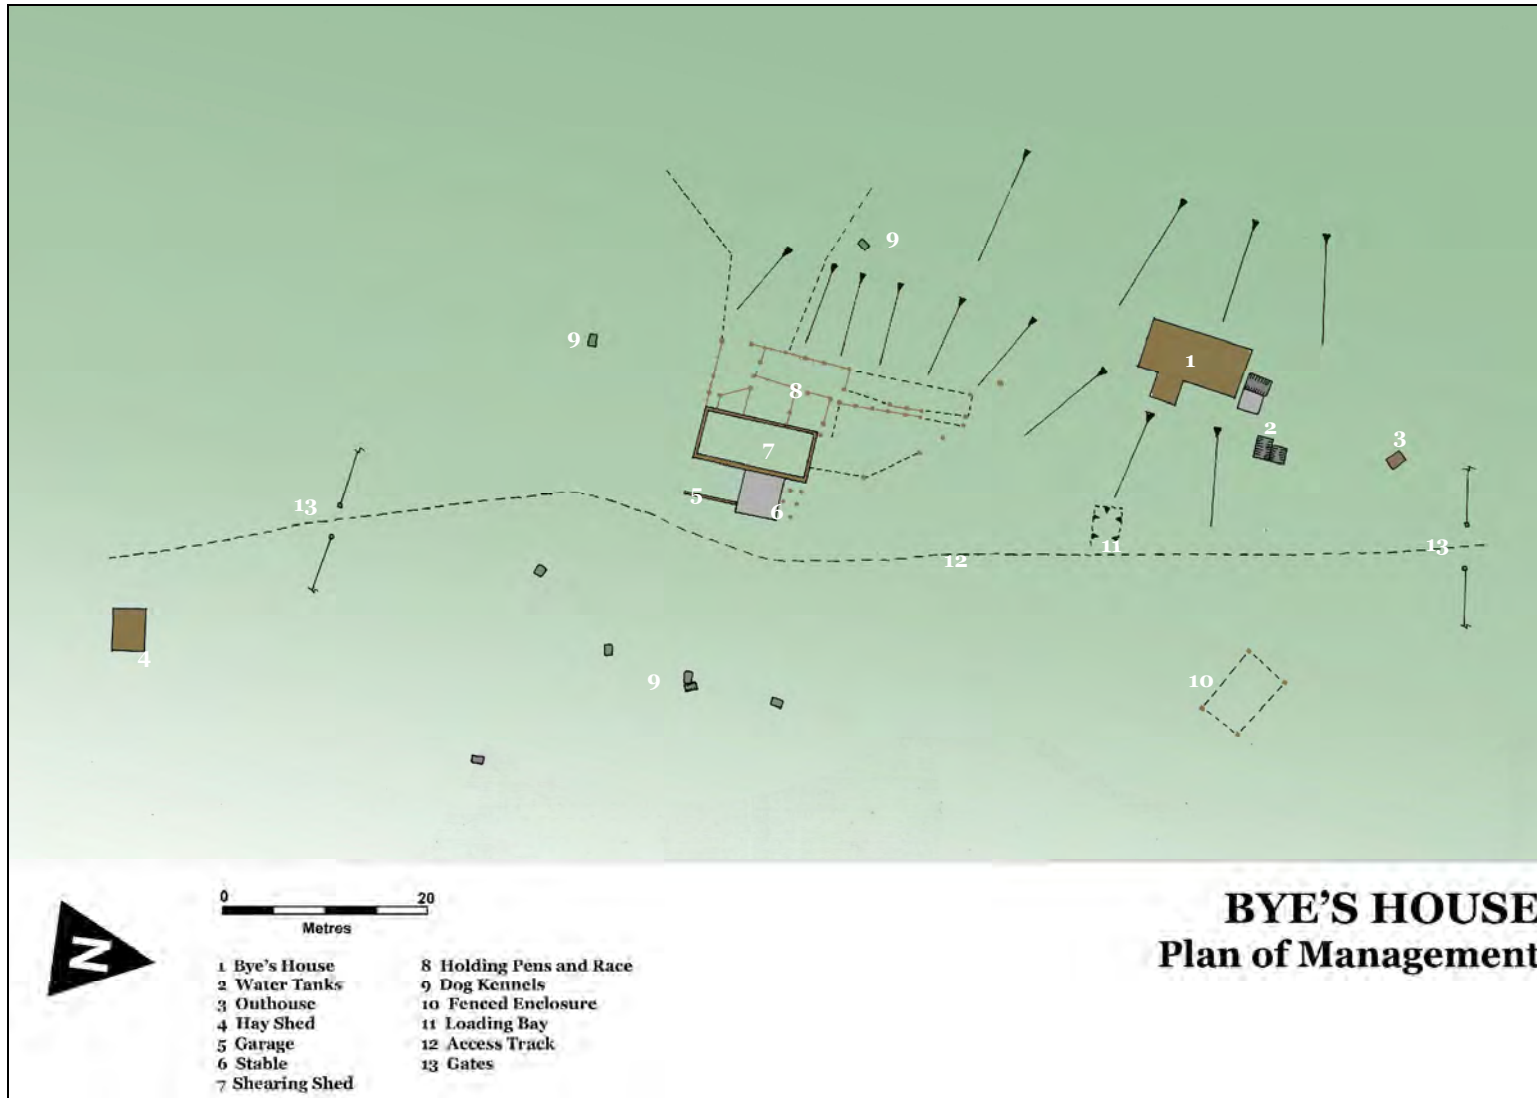 9
9
1
8
2
3
7
13
5
6
11
13
12
4
9
10
0 20
Metres
N
BYE'S HOUSE
Plan of Management
1 Bye's House
2 Water Tanks
3 Outhouse
4 Hay Shed
5 Garage
6 Stable
7 Shearing Shed
8 Holding Pens and Race
9 Dog Kennels
10 Fenced Enclosure
11 Loading Bay
12 Access Track
13 Gates